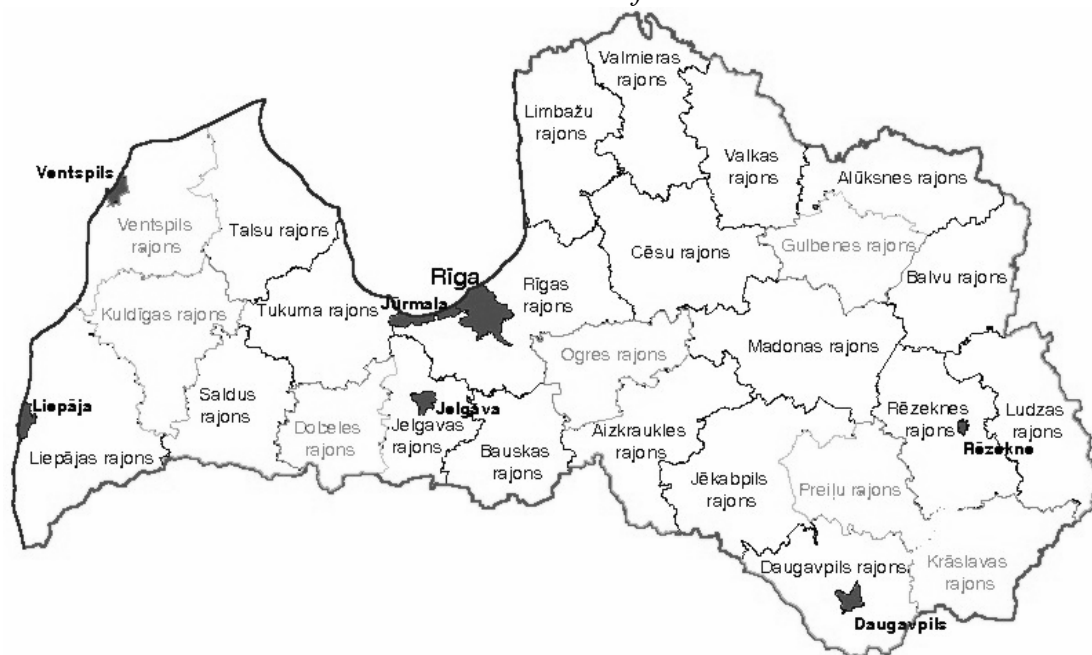 Valmieras
rajons
Limbažu
rajons
Valkas
rajons
Alūksnes rajons
Ventspils
Ventspils
rajons
Talsu rajons
Cēsu rajons
Gulbenes rajons
Balvu rajons
Rīga
Jūrmala
Rīgas
rajons
Kuldīgas rajons
Tukuma rajons
Ogres rajons
Madonas rajons
Saldus
rajons
Liepāja
Jelgava
Jelgavas
rajons
Dobeles
rajons
Bauskas
rajons
Aizkraukles
rajons
Rēzeknes
rajons
Rēzekne
Ludzas
rajons
Liepājas rajons
Jēkabpils
rajons
Preiļu rajons
Daugavpils rajons
Krāslavas
rajons
Daugavpils